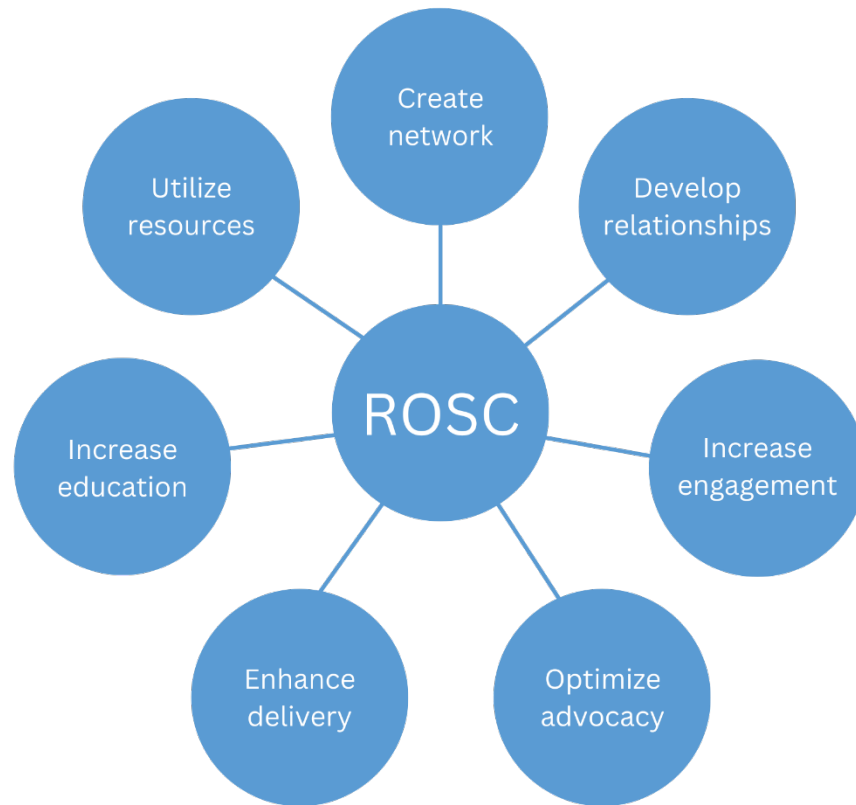 Create
network
Develop
relationships
Increase
engagement
Optimize
advocacy
Enhance
delivery
Increase
education
Utilize
resources
ROSC